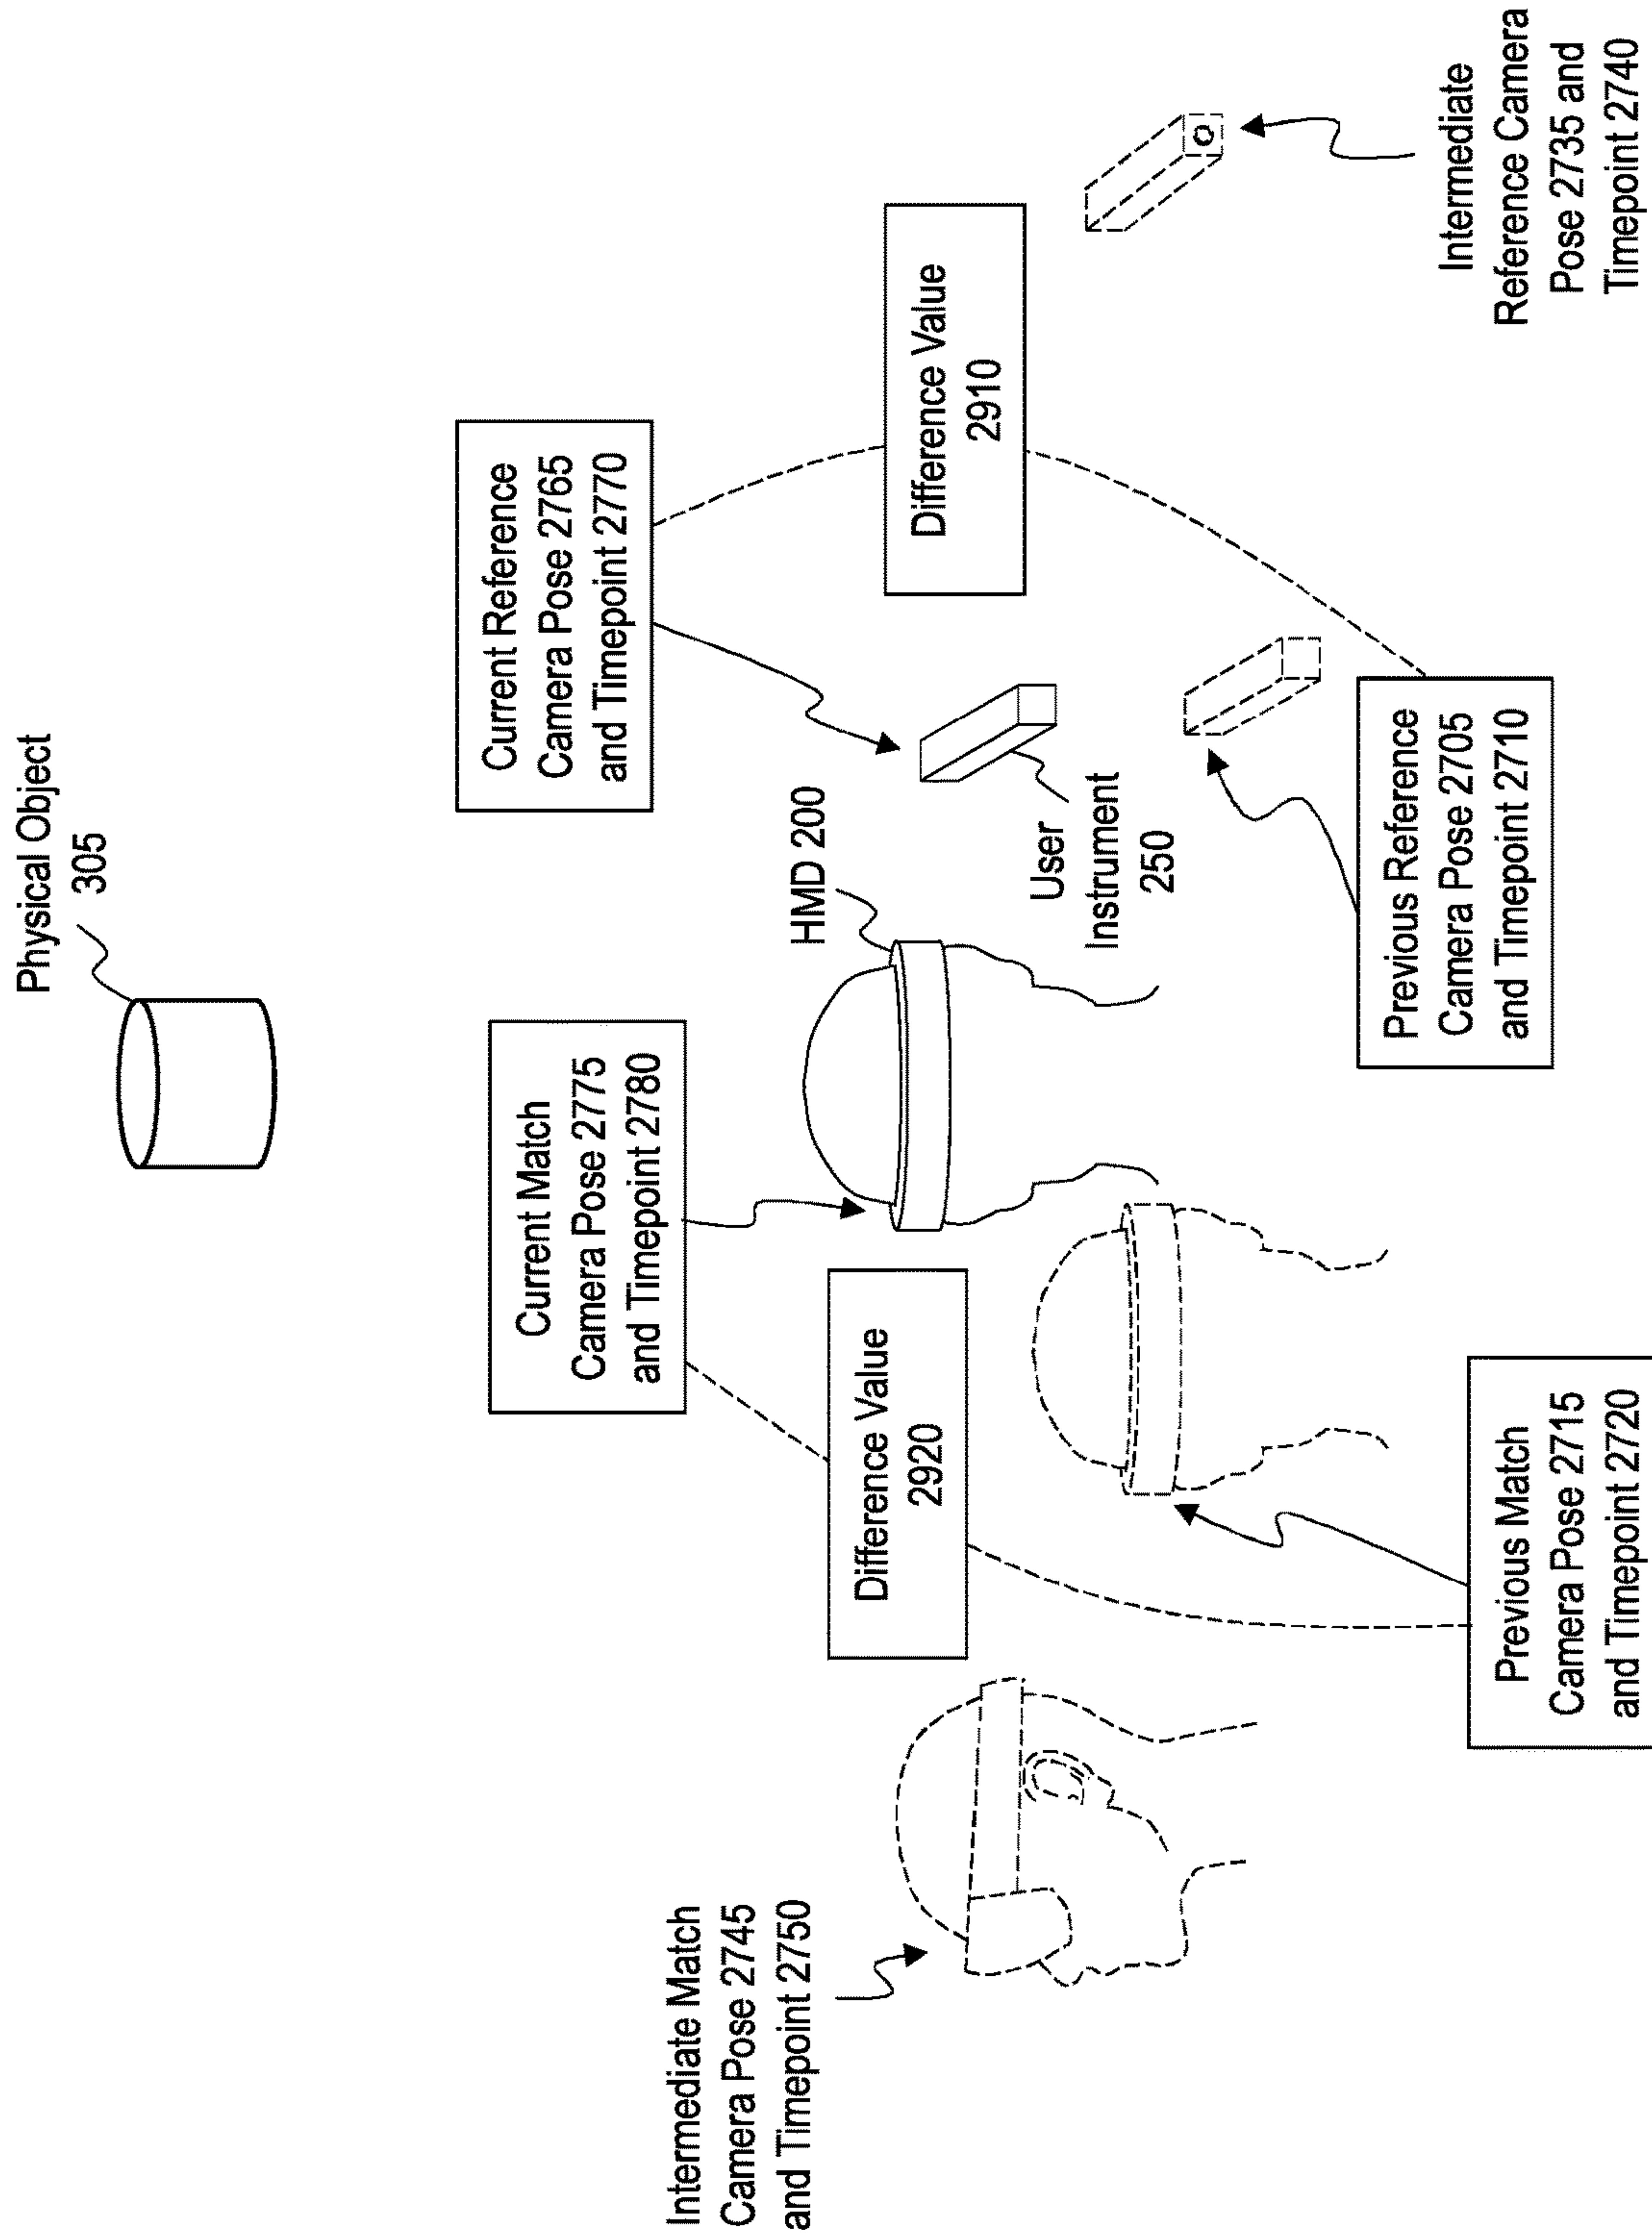 Physical Object
305
Current Match
Camera Pose 2775
and Timepoint 2780
Current Reference
Camera Pose 2765
and Timepoint 2770
Intermediate Match
Camera Pose 2745
and Timepoint 2750
Difference Value
2920
HMD 200
Difference Value
2910
User
Instrument
250
Previous Match
Camera Pose 2715
and Timepoint 2720
Previous Reference
Camera Pose 2705
and Timepoint 2710
Intermediate
Reference Camera
Pose 2735 and
Timepoint 2740